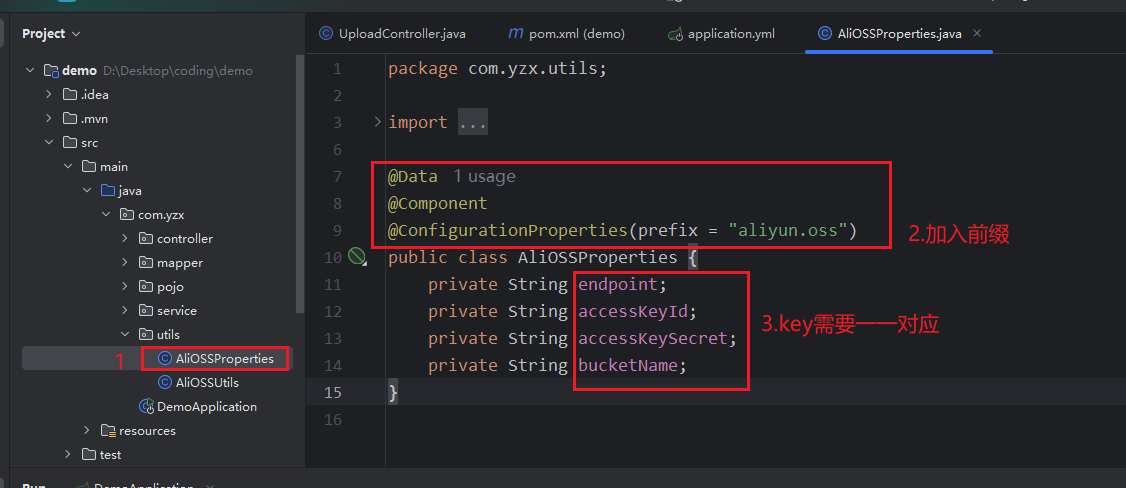 Project
UploadController.java
pom.xml (demo)
application.yml
AliOSSProperties.java
demo D:\Desktop\coding\demo
.idea
.mvn
src
main
java
com.yzx
controller
mapper
pojo
service
utils
1 AliOSSProperties
AliOSSUtils
DemoApplication
resources
test
1 package com.yzx.utils;
2
3 import ...
6
7 @Data 1 usage
8 @Component
9 @ConfigurationProperties(prefix = "aliyun.oss")
2.加入前缀
10 public class AliOSSProperties {
11 private String endpoint;
12 private String accessKeyId;
3.key需要一一对应
13 private String accessKeySecret;
14 private String bucketName;
15 }
16